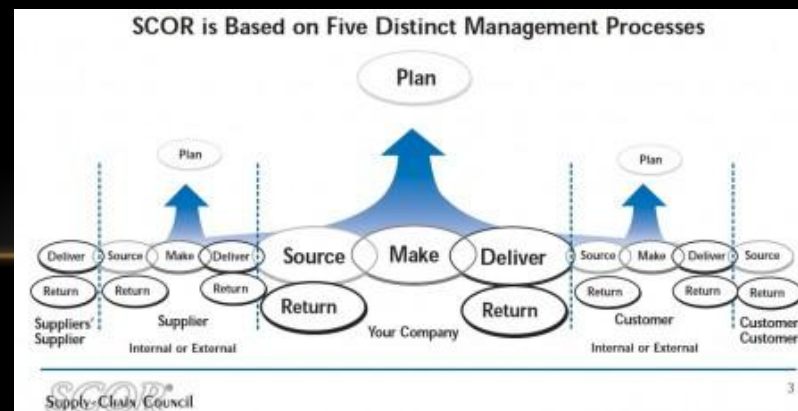 SCOR is Based on Five Distinct Management Processes
Plan
Plan
Plan
Deliver Source Make Deliver Source Make Deliver Source Make Deliver Source
Return Return Return Return Return Return Return Return
Suppliers' Supplier
Supplier
Internal or External
Your Company
Customer
Internal or External
Customer
Customer
SCOR®
Supply-Chain Council
3